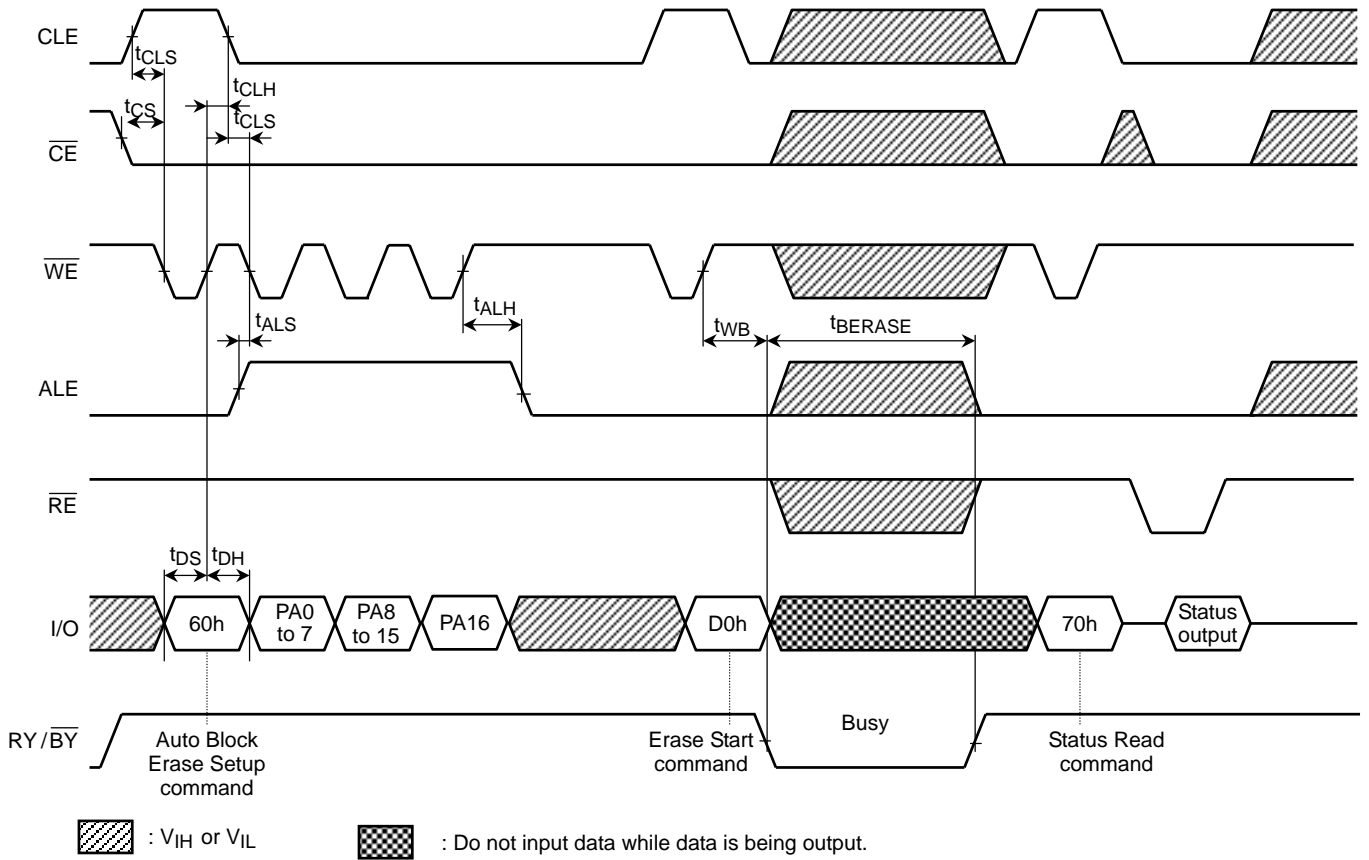 CLE
tCLS
tCLH
tCS
tCLS
CE
WE
tALH
tALS
tWB
tBERASE
ALE
RE
tDS
tDH
I/O
60h
PA0
to 7
PA8
to 15
PA16
D0h
70h
Status
output
RY/BY
Busy
Auto Block
Erase Setup
command
Erase Start
command
Status Read
command
: VIH or VIL
: Do not input data while data is being output.